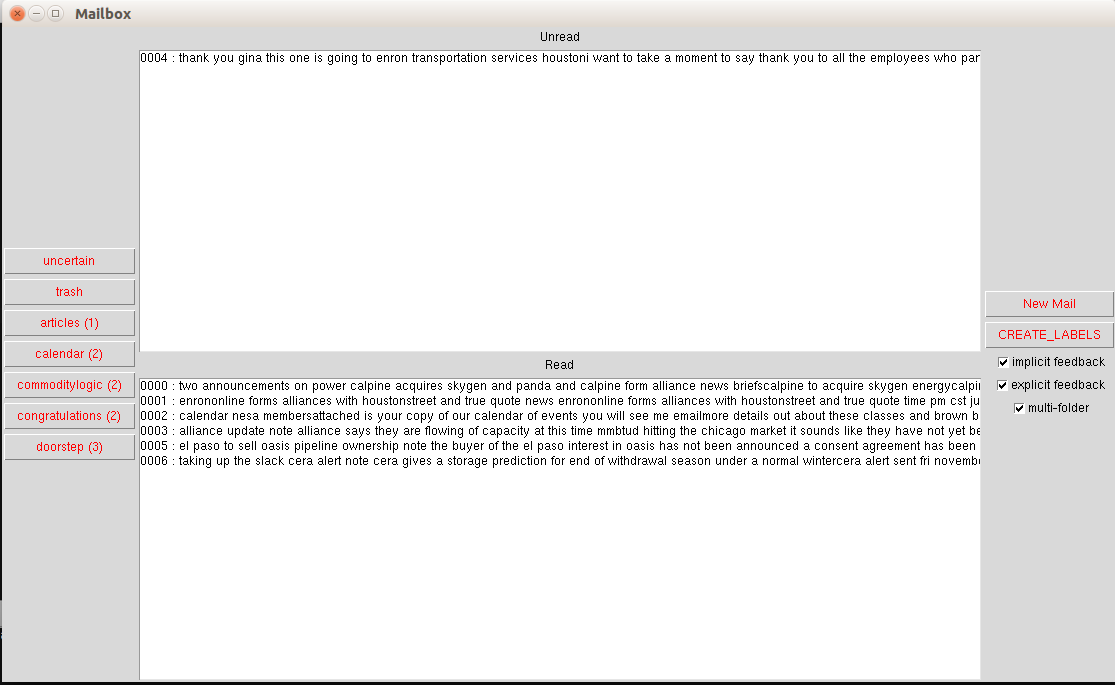 Mailbox
Unread
0004 : thank you gina this one is going to enron transportation services houstoni want to take a moment to say thank you to all the employees who par
uncertain
trash
articles (1)
calendar (2)
commoditylogic (2)
congratulations (2)
doorstep (3)
New Mail
CREATE_LABELS
implicit feedback
explicit feedback
multi-folder
Read
0000 : two announcements on power calpine acquires skygen and panda and calpine form alliance news briefscalpine to acquire skygen energycalpi
0001 : enrononline forms alliances with houstonstreet and true quote news enrononline forms alliances with houstonstreet and true quote time pm cst ju
0002 : calendar nesa membersattached is your copy of our calendar of events you will see me emailmore details out about these classes and brown b
0003 : alliance update note alliance says they are flowing of capacity at this time mmbtud hitting the chicago market it sounds like they have not yet be
0005 : el paso to sell oasis pipeline ownership note the buyer of the el paso interest in oasis has not been announced a consent agreement has been
0006 : taking up the slack cera alert note cera gives a storage prediction for end of withdrawal season under a normal wintercera alert sent fri novembe